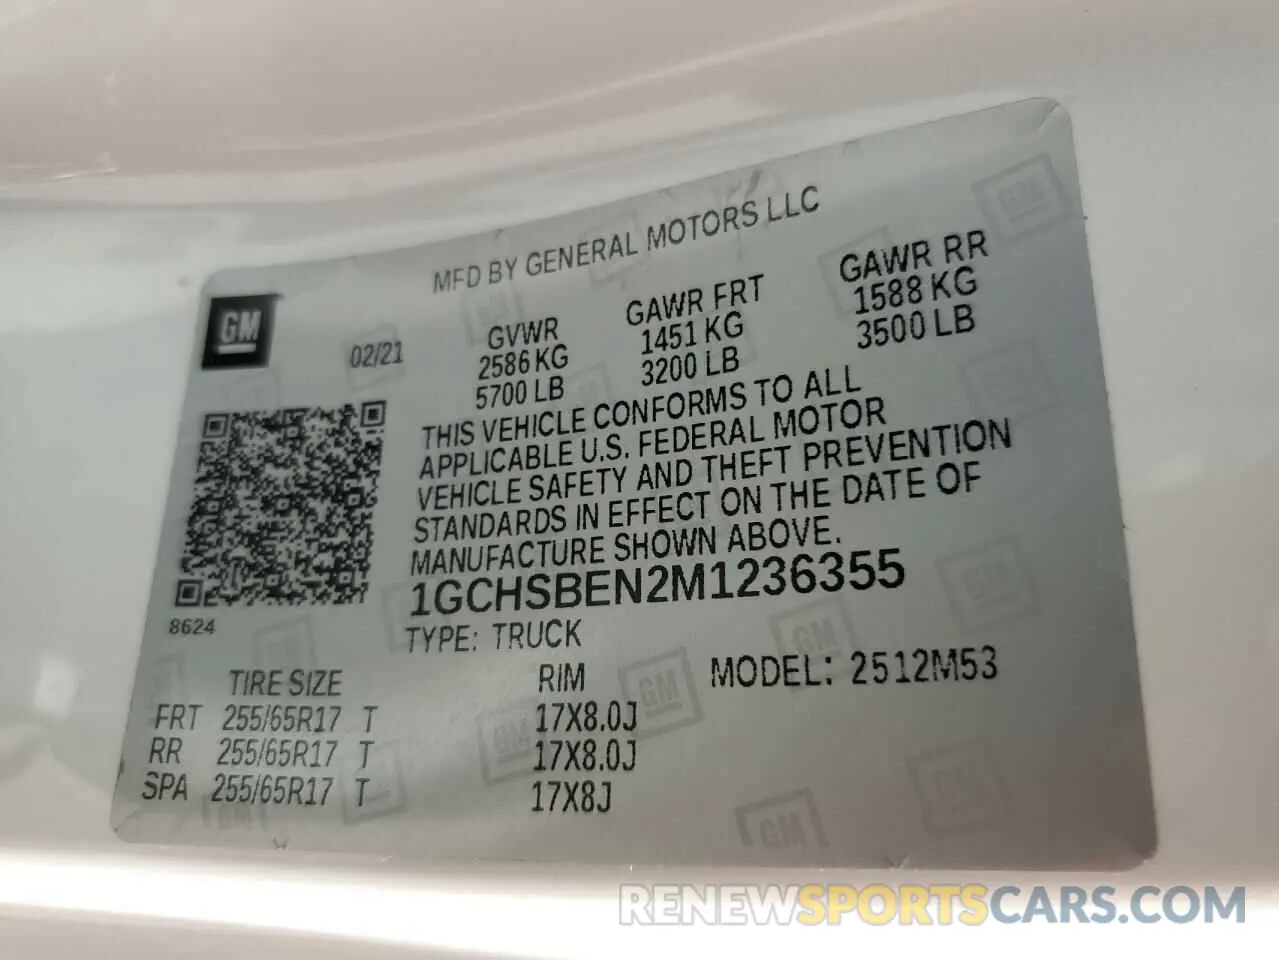 MFD BY GENERAL MOTORS LLC
GM
02/21
GVWR GAWR FRT GAWR RR
2586 KG 1451 KG 1588 KG
5700 LB 3200 LB 3500 LB
THIS VEHICLE CONFORMS TO ALL
APPLICABLE U.S. FEDERAL MOTOR
VEHICLE SAFETY AND THEFT PREVENTION
STANDARDS IN EFFECT ON THE DATE OF
MANUFACTURE SHOWN ABOVE.
1GCHSBEN2M1236355
8624
TYPE: TRUCK
TIRE SIZE RIM MODEL: 2512M53
FRT 255/65R17 T 17X8.0J
RR 255/65R17 T 17X8.0J
SPA 255/65R17 T 17X8J
RENEWSPORTSCARS.COM